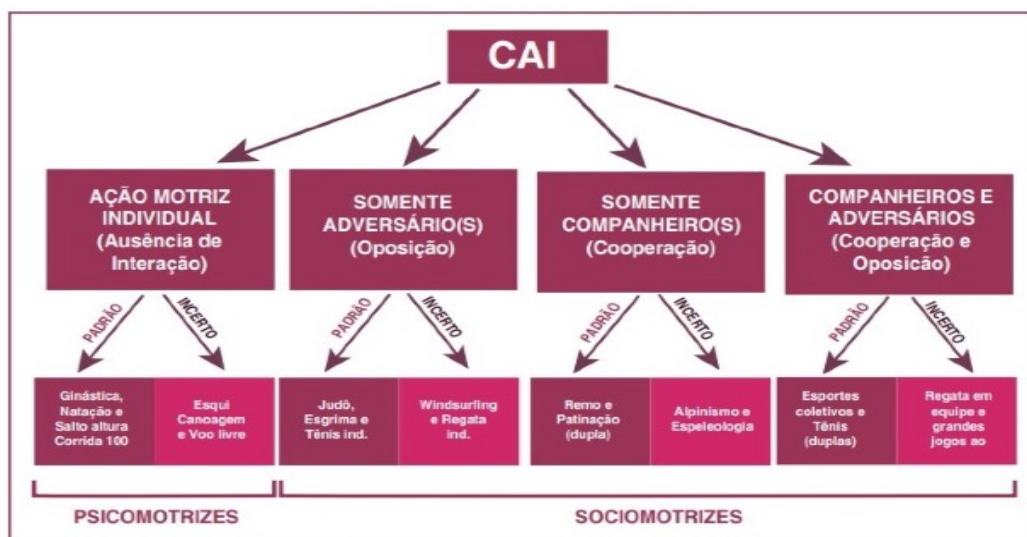 CAI
AÇÃO MOTRIZ
INDIVIDUAL
(Ausência de
Interação)
SOMENTE
ADVERSÁRIO(S)
(Oposição)
SOMENTE
COMPANHEIRO(S)
(Cooperação)
COMPANHEIROS E
ADVERSÁRIOS
(Cooperação e
Oposicão)
PADRÃO
INCERTO
PADRÃO
INCERTO
PADRÃO
INCERTO
PADRÃO
INCERTO
Ginástica,
Natação e
Salto altura
Corrida 100
Esqui
Canoagem
e Voo livre
Judô,
Esgrima e
Tênis ind.
Windsurfing
e Regata
ind.
Remo e
Patinação
(dupla)
Alpinismo e
Espeleologia
Esportes
coletivos e
Tênis
(duplas)
Regata em
equipe e
grandes
jogos ao
PSICOMOTRIZES
SOCIOMOTRIZES